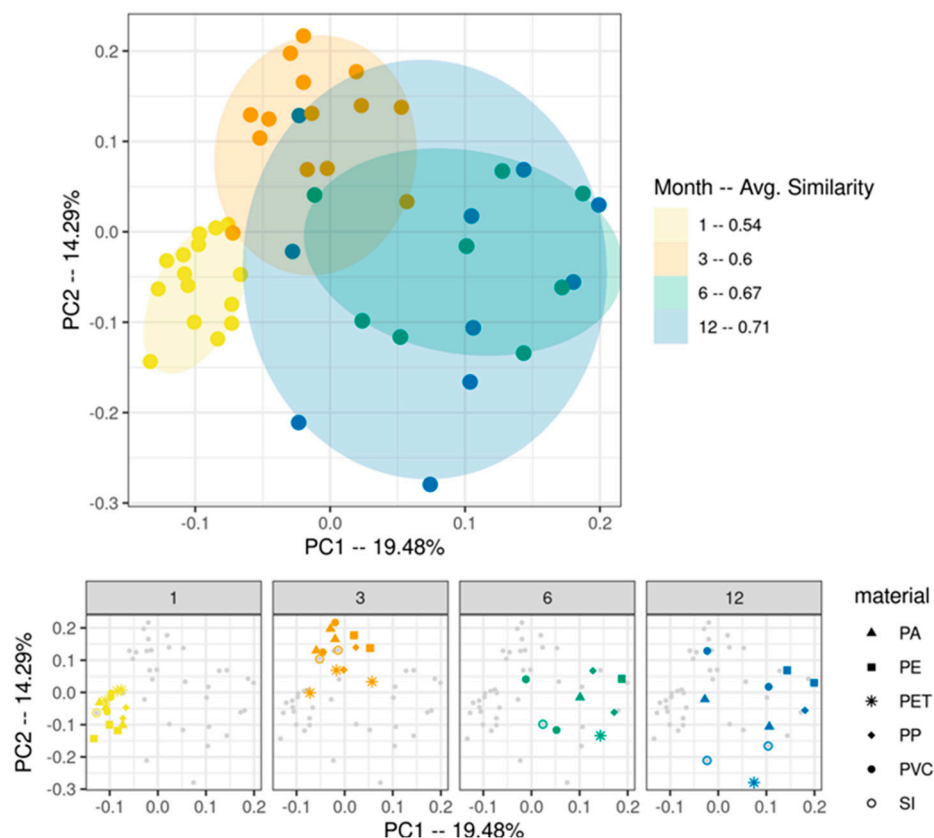 0.2
0.1
0.0
-0.1
-0.2
-0.3
PC2 -- 14.29%
-0.1 0.0 0.1 0.2
PC1 -- 19.48%
Month -- Avg. Similarity
1 -- 0.54
3 -- 0.6
6 -- 0.67
12 -- 0.71
1 3 6 12
0.2
0.1
0.0
-0.1
-0.2
-0.3
PC2 -- 14.29%
-0.1 0.0 0.1 0.2 -0.1 0.0 0.1 0.2 -0.1 0.0 0.1 0.2 -0.1 0.0 0.1 0.2
PC1 -- 19.48%
material
PA
PE
PET
PP
PVC
SI